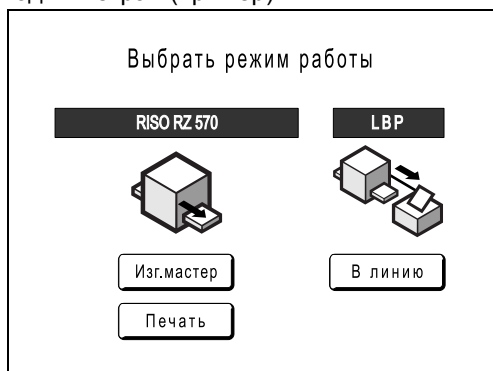 Выбрать режим работы
RISO RZ 570
LBP
Изг.мастер
В линию
Печать